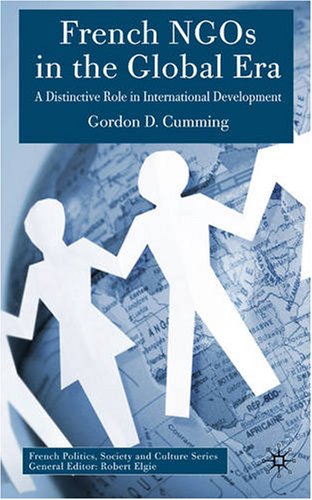 French NGOs
in the Global Era
A Distinctive Role in International Development
Gordon D. Cumming
French Politics, Society and Culture Series
General Editor: Robert Elgie